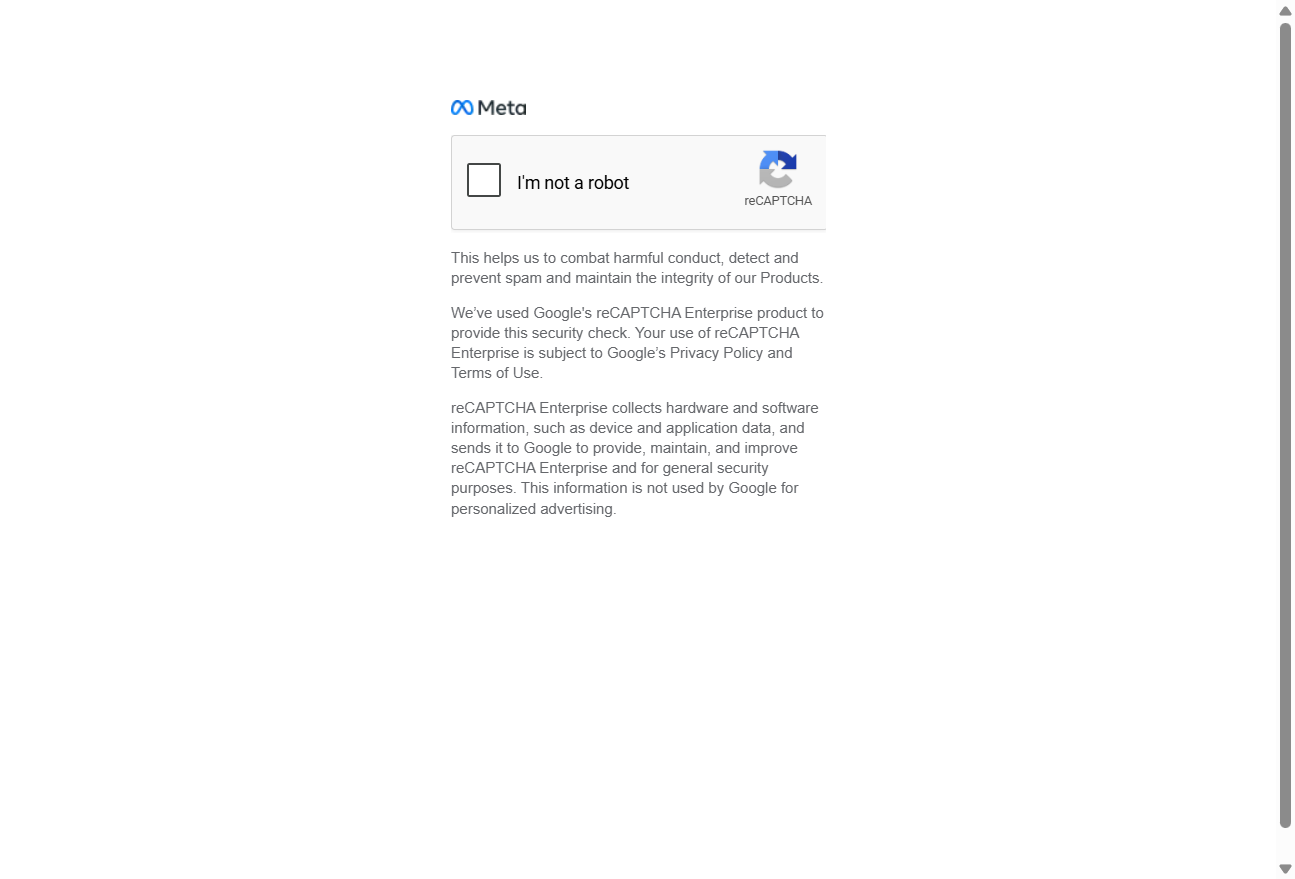 Meta
I'm not a robot
reCAPTCHA
This helps us to combat harmful conduct, detect and
prevent spam and maintain the integrity of our Products.
We’ve used Google's reCAPTCHA Enterprise product to
provide this security check. Your use of reCAPTCHA
Enterprise is subject to Google’s Privacy Policy and
Terms of Use.
reCAPTCHA Enterprise collects hardware and software
information, such as device and application data, and
sends it to Google to provide, maintain, and improve
reCAPTCHA Enterprise and for general security
purposes. This information is not used by Google for
personalized advertising.